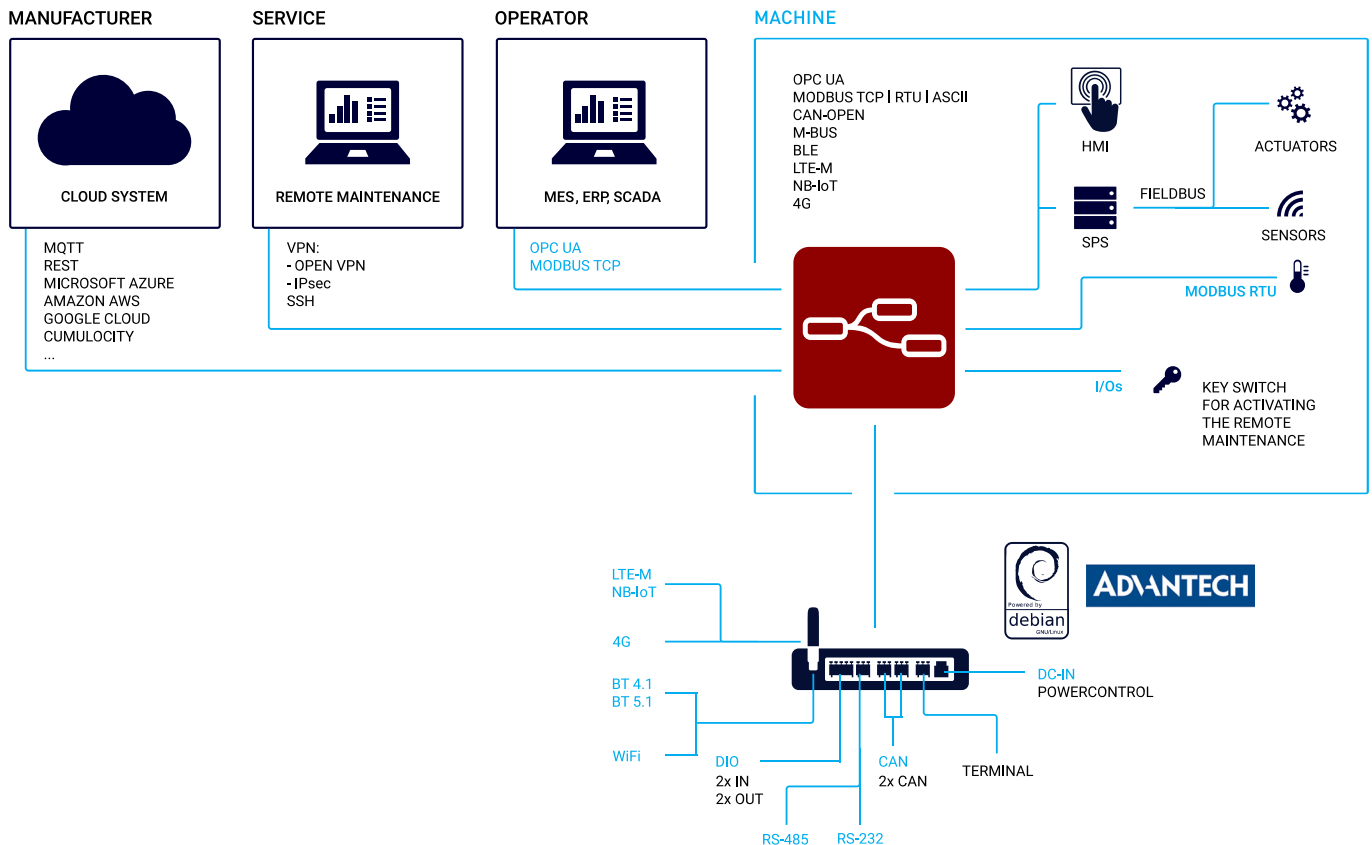 MANUFACTURER
CLOUD SYSTEM
MQTT
REST
MICROSOFT AZURE
AMAZON AWS
GOOGLE CLOUD
CUMULOCITY
...
SERVICE
REMOTE MAINTENANCE
VPN:
- OPEN VPN
- IPsec
SSH
OPERATOR
MES, ERP, SCADA
OPC UA
MODBUS TCP
MACHINE
OPC UA
MODBUS TCP | RTU | ASCII
CAN-OPEN
M-BUS
BLE
LTE-M
NB-IoT
4G
HMI
ACTUATORS
FIELDBUS
SPS
SENSORS
MODBUS RTU
I/Os
KEY SWITCH
FOR ACTIVATING
THE REMOTE
MAINTENANCE
Powered by
debian
GNU/Linux
ADVANTECH
LTE-M
NB-IoT
4G
BT 4.1
BT 5.1
WiFi
DIO
2x IN
2x OUT
RS-485
RS-232
CAN
2x CAN
TERMINAL
DC-IN
POWERCONTROL